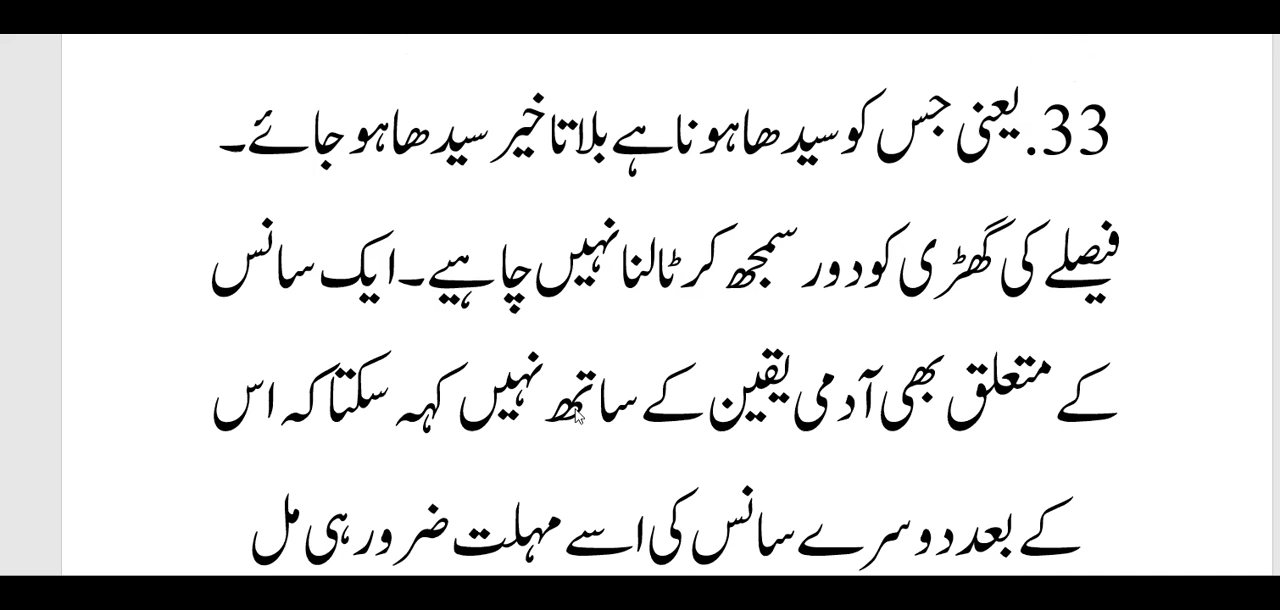 33. یعنی جس کو سیدھا ہونا ہے بلا تاخیر سیدھا ہو جائے۔
فیصلے کی گھڑی کو دور سمجھ کر ٹالنا نہیں چاہیے۔ ایک سانس
کے متعلق بھی آدمی یقین کے ساتھ نہیں کہہ سکتا کہ اس
کے بعد دوسرے سانس کی اسے مہلت ضرور ہی مل